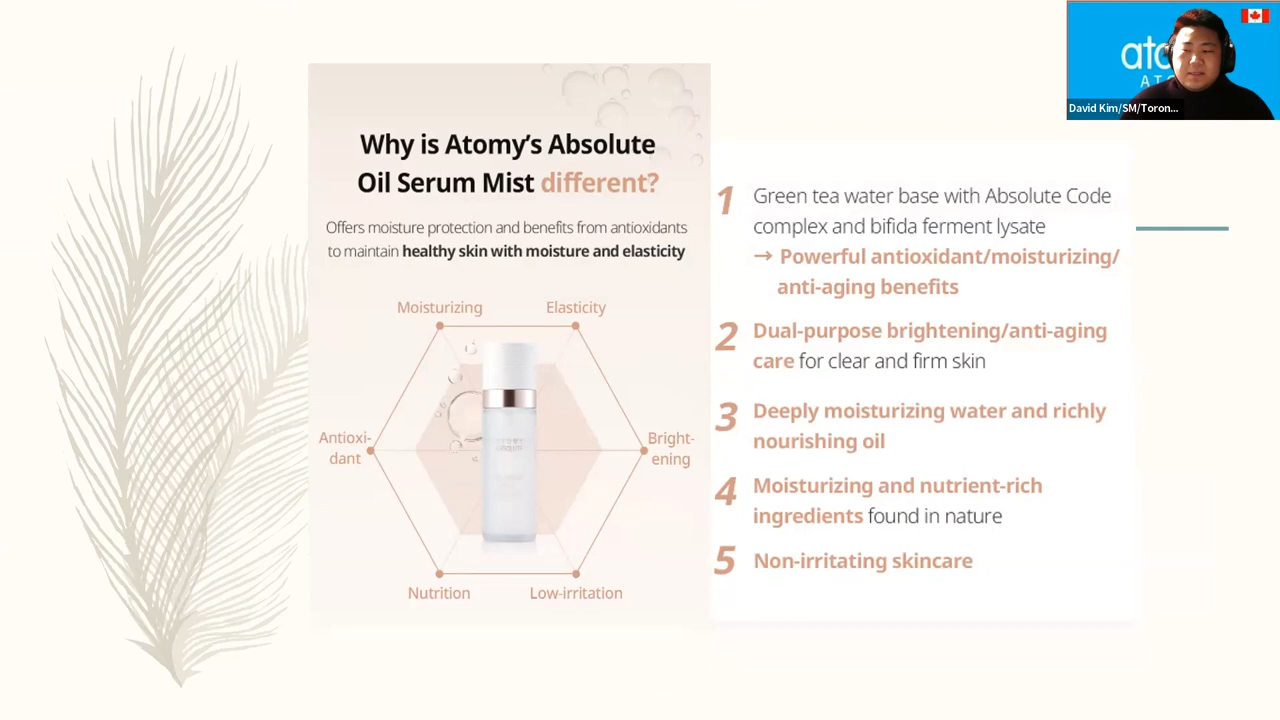 Why is Atomy’s Absolute
Oil Serum Mist different?
Offers moisture protection and benefits from antioxidants
to maintain healthy skin with moisture and elasticity
Moisturizing
Elasticity
Antioxi-
dant
Bright-
ening
Nutrition
Low-irritation
1
Green tea water base with Absolute Code
complex and bifida ferment lysate
→ Powerful antioxidant/moisturizing/
anti-aging benefits
2
Dual-purpose brightening/anti-aging
care for clear and firm skin
3
Deeply moisturizing water and richly
nourishing oil
4
Moisturizing and nutrient-rich
ingredients found in nature
5
Non-irritating skincare
David Kim/SM/Toron...